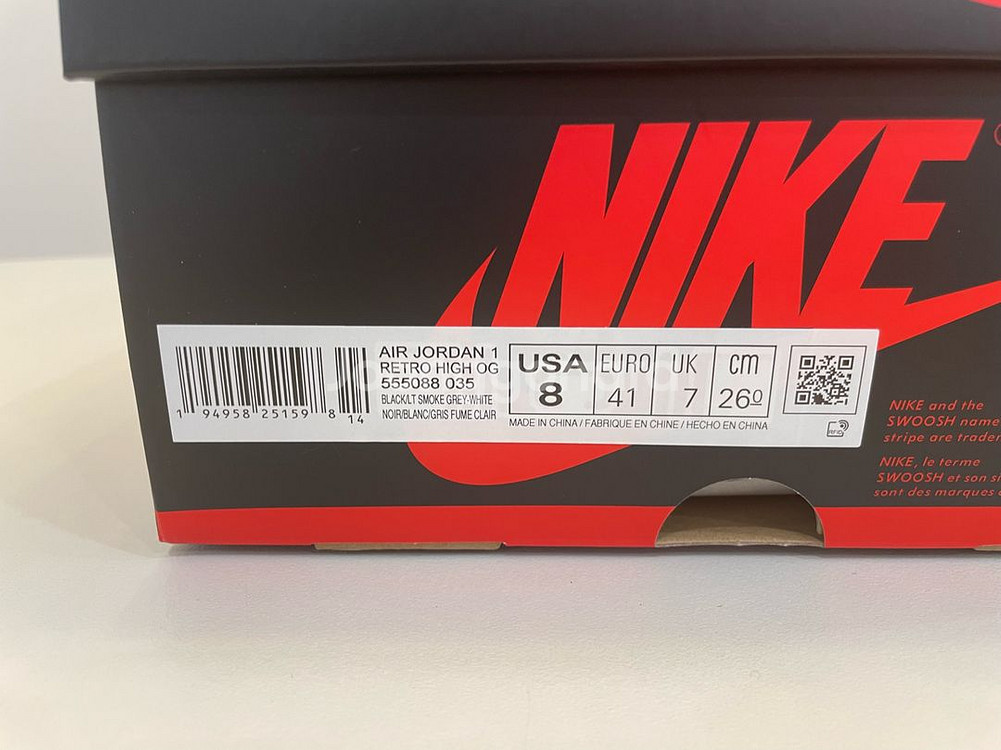 NIKE
AIR JORDAN 1
RETRO HIGH OG
555088 035
BLACK/LT SMOKE GREY-WHITE
NOIR/BLANC/GRIS FUME CLAIR
1 94958 25159 8 14
USA EURO UK cm
8 41 7 260
MADE IN CHINA / FABRIQUE EN CHINE / HECHO EN CHINA
RFID
NIKE and the
SWOOSH name
stripe are
NIKE, le terme
SWOOSH et son
sont des marques